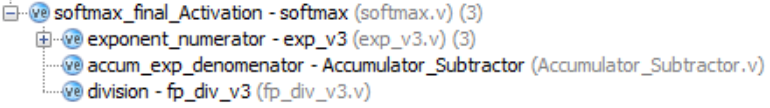 softmax_final_Activation - softmax (softmax.v) (3)
exponent_numerator - exp_v3 (exp_v3.v) (3)
accum_exp_denomenator - Accumulator_Subtractor (Accumulator_Subtractor.v)
division - fp_div_v3 (fp_div_v3.v)